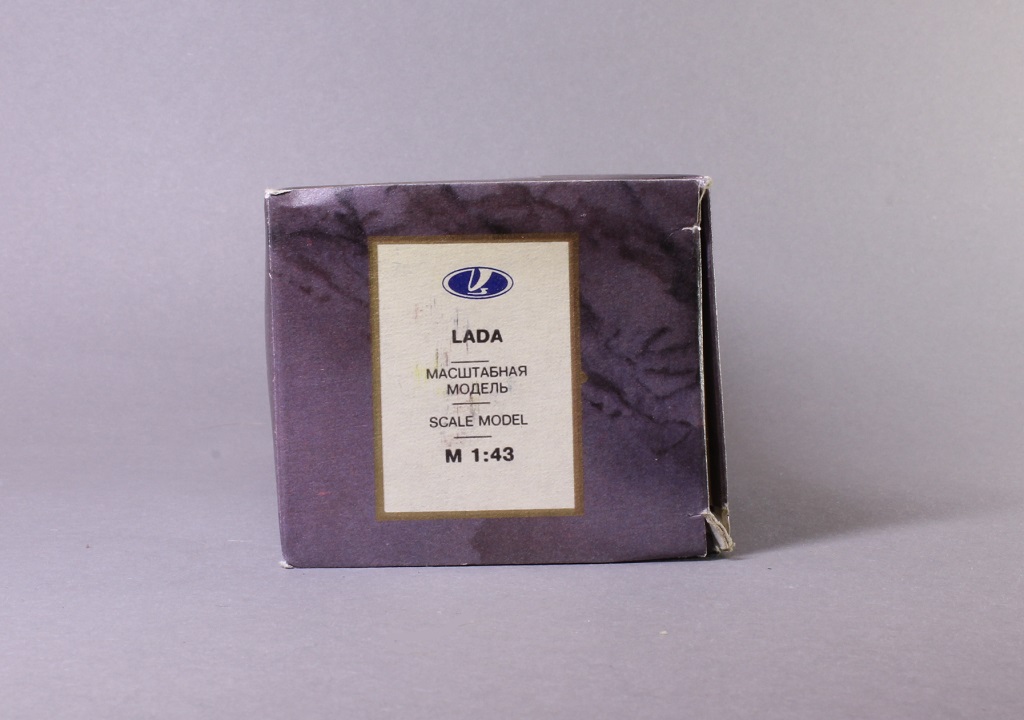 LADA
МАСШТАБНАЯ
МОДЕЛЬ
SCALE MODEL
М 1:43